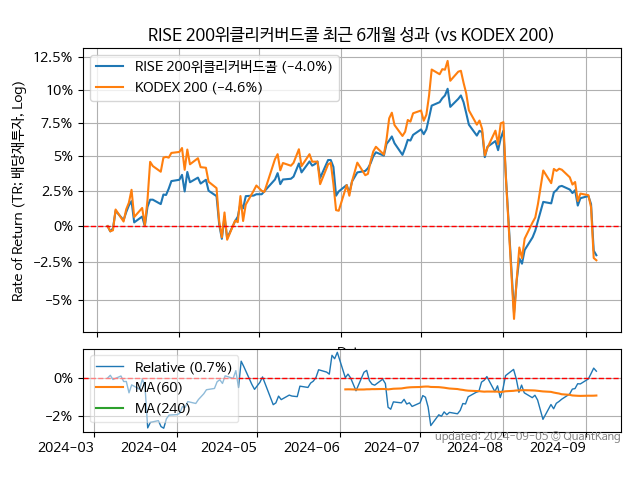 RISE 200위클리커버드콜 최근 6개월 성과 (vs KODEX 200)
Rate of Return (TR: 배당재투자, Log)
12.5%
10%
7.5%
5%
2.5%
0%
−2.5%
−5%
RISE 200위클리커버드콜 (−4.0%)
KODEX 200 (−4.6%)
0%
−2%
Relative (0.7%)
MA(60)
MA(240)
2024−03
2024−04
2024−05
2024−06
2024−07
2024−08
2024−09
updated: 2024−09−05 © QuantKang